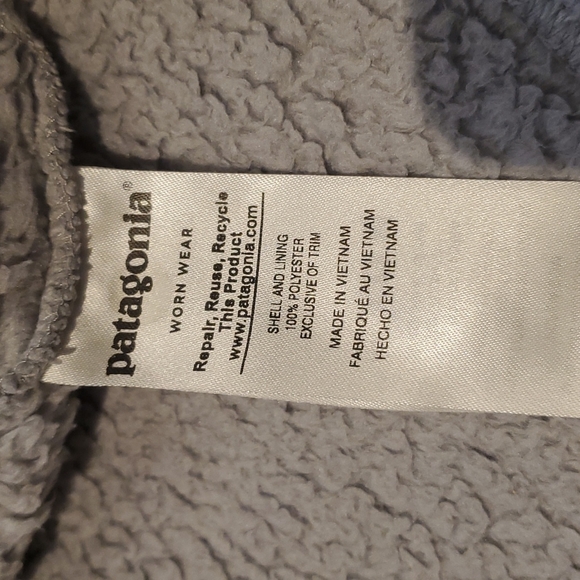 patagonia®
WORN WEAR
Repair, Reuse, Recycle
This Product
www.patagonia.com
SHELL AND LINING
100% POLYESTER
EXCLUSIVE OF TRIM
MADE IN VIETNAM
FABRIQUÉ AU VIETNAM
HECHO EN VIETNAM